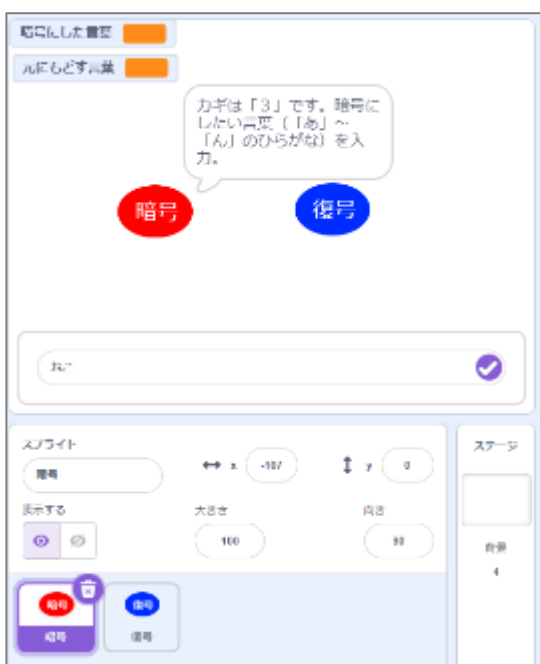 暗号にした言葉
元にもどす言葉
カギは「３」です。暗号に
したい言葉（「あ」～
「ん」のひらがな）を入
力。
暗号
復号
ねこ
スプライト
ステージ
暗号
x
-107
y
0
表示する
大きさ
向き
100
90
背景
暗号
復号
暗号
復号